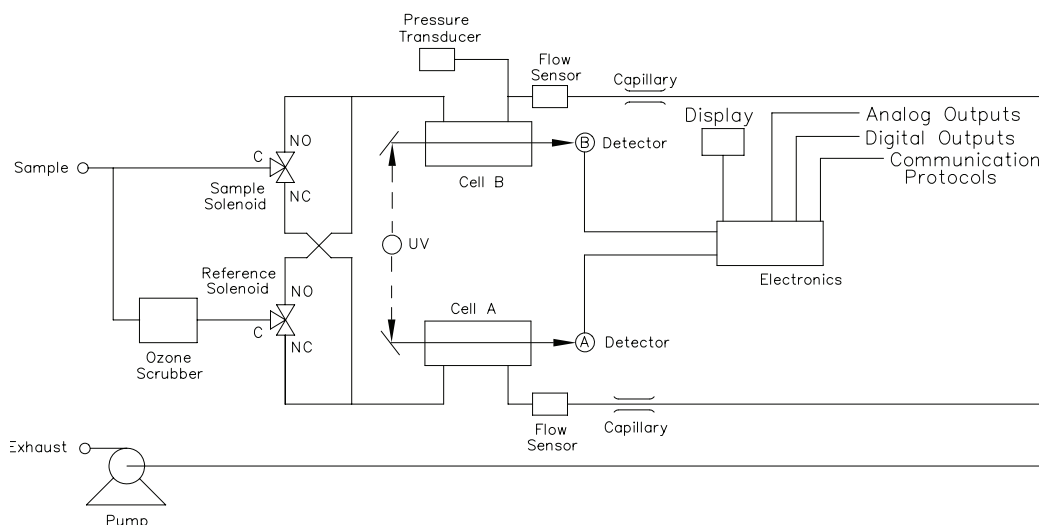 Pressure
Transducer
Flow
Sensor
Capillary
Display
Analog Outputs
Digital Outputs
Communication
Protocols
NO
C
Sample
Sample
Solenoid
NC
B
Detector
Cell B
UV
Electronics
Reference
Solenoid
NO
C
NC
Cell A
A
Detector
Ozone
Scrubber
Flow
Sensor
Capillary
Exhaust
Pump